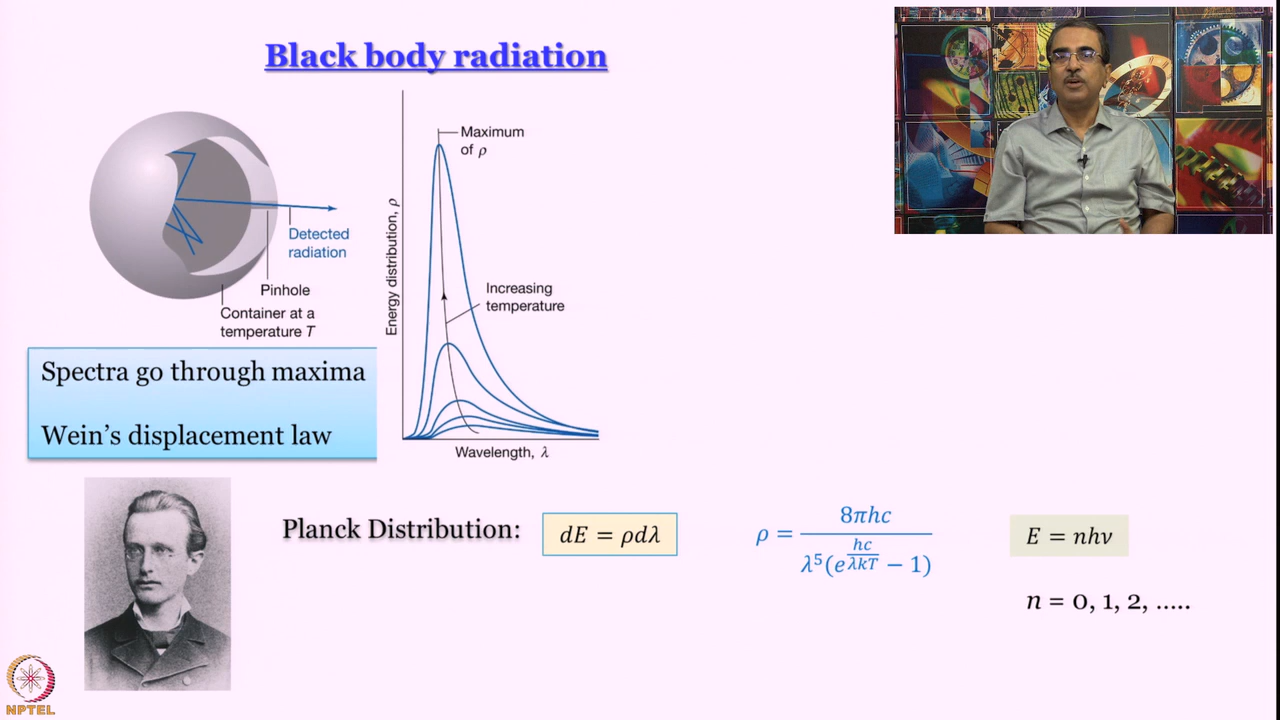 Black body radiation
Maximum
of ρ
Energy distribution, ρ
Detected
radiation
Increasing
temperature
Pinhole
Container at a
temperature T
Wavelength, λ
Spectra go through maxima
Wein's displacement law
Planck Distribution:
dE = ρdλ
ρ = 8πhc / λ⁵(e^(hc/λkT) − 1)
E = nhν
n = 0, 1, 2, .....
NPTEL